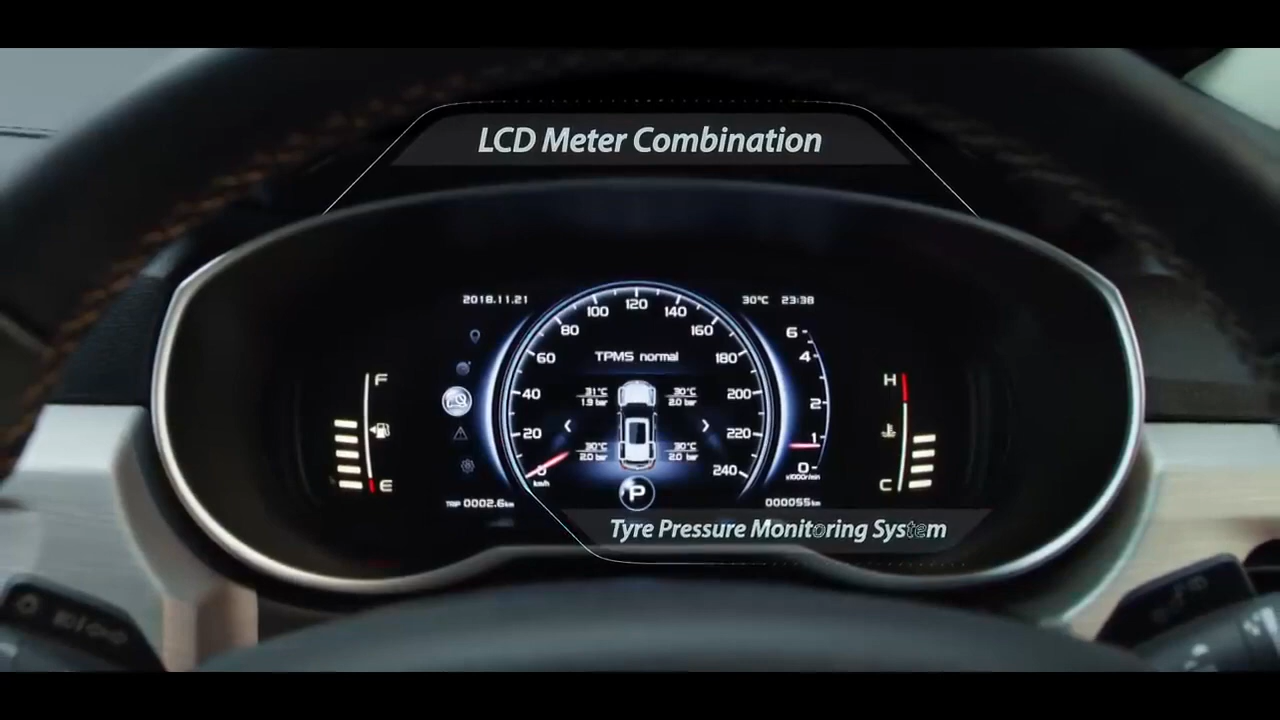 LCD Meter Combination
2018.11.21
30°C 23:38
120
100 140
80 160
60 180
TPMS normal
40 200
20 220
0 240
km/h
31°C 30°C
1.9 bar 2.0 bar
30°C 30°C
2.0 bar 2.0 bar
6
4
2
1
0
x1000r/min
F
E
H
C
P
TRIP 0002.6km
000055km
Tyre Pressure Monitoring System